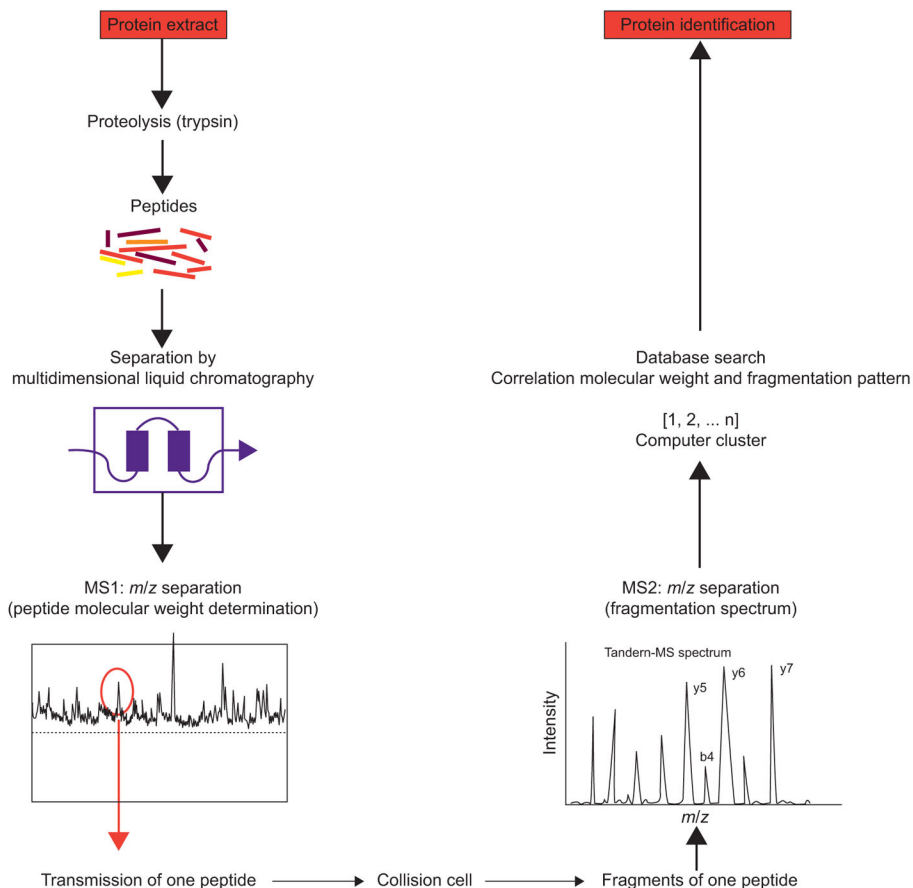 Protein extract
Proteolysis (trypsin)
Peptides
Separation by
multidimensional liquid chromatography
MS1: m/z separation
(peptide molecular weight determination)
Transmission of one peptide
Collision cell
Fragments of one peptide
m/z
Intensity
Tandern-MS spectrum
y5
b4
y6
y7
MS2: m/z separation
(fragmentation spectrum)
[1, 2, ... n]
Computer cluster
Database search
Correlation molecular weight and fragmentation pattern
Protein identification